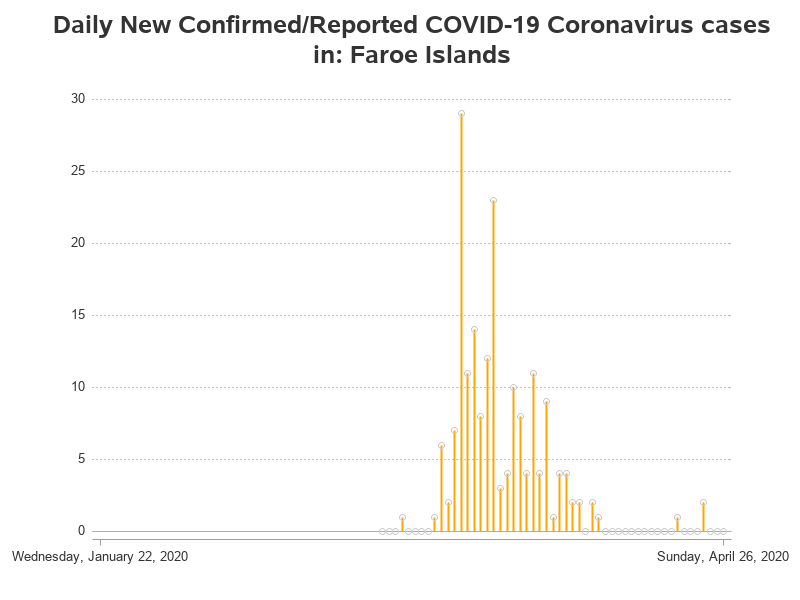 Daily New Confirmed/Reported COVID-19 Coronavirus cases
in: Faroe Islands
30
25
20
15
10
5
0
Wednesday, January 22, 2020
Sunday, April 26, 2020